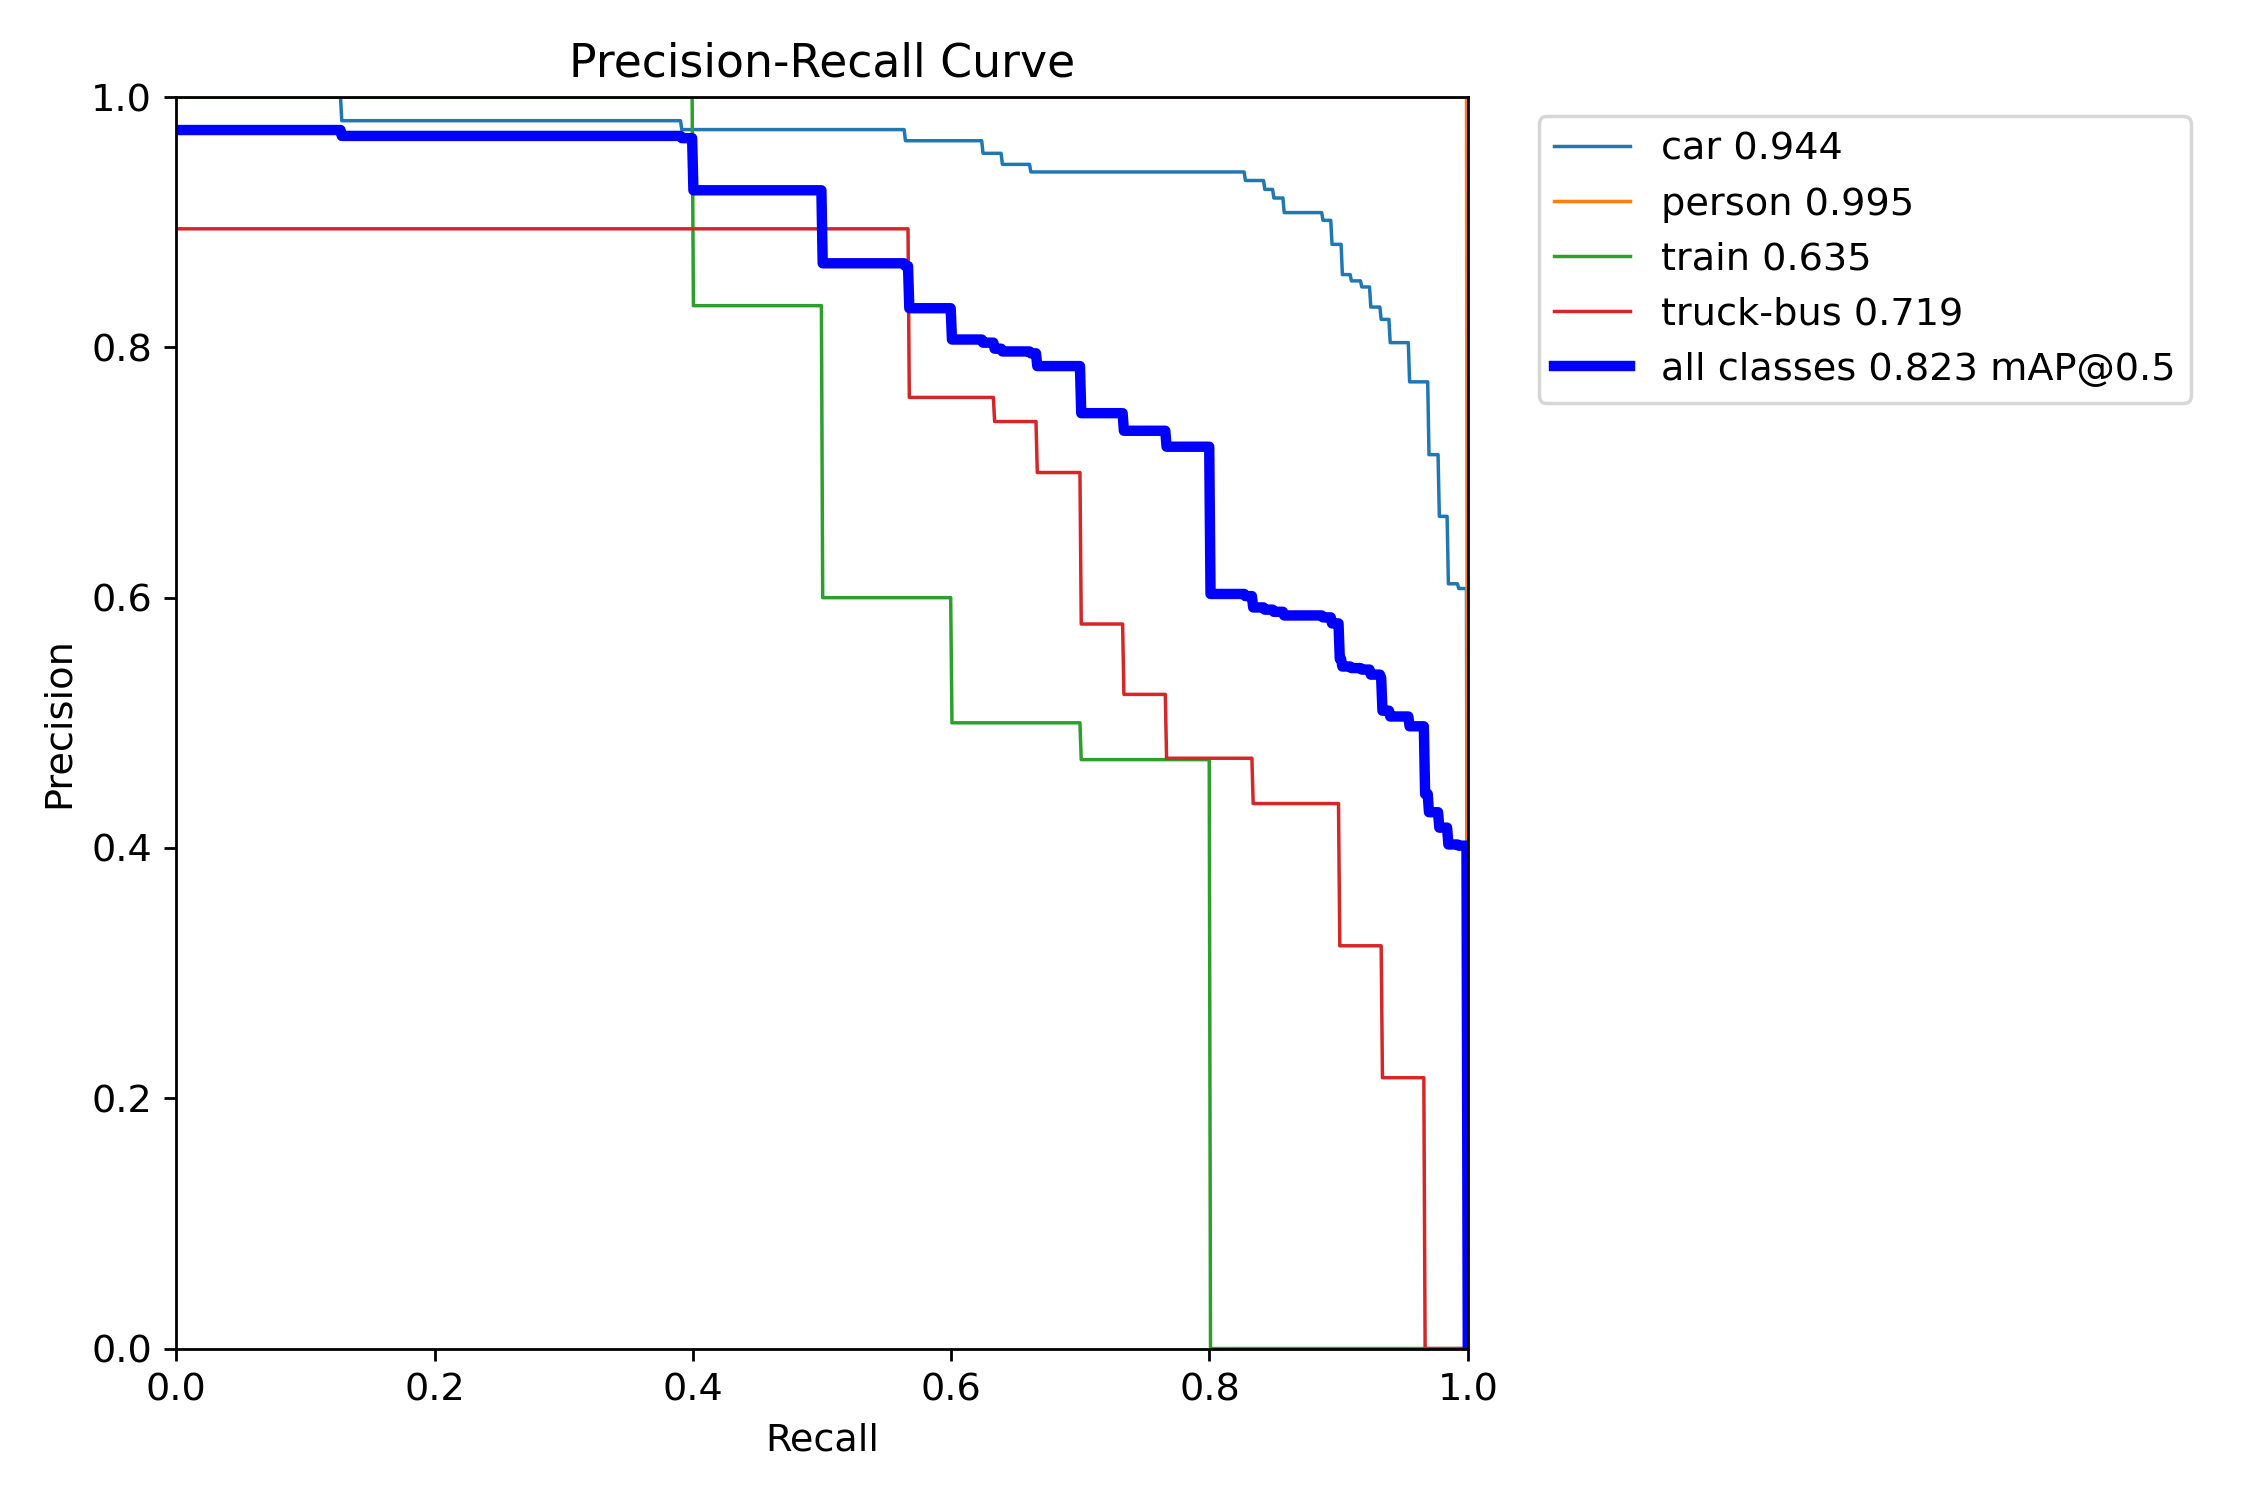 Precision-Recall Curve
1.0
0.8
0.6
0.4
0.2
0.0
Precision
0.0 0.2 0.4 0.6 0.8 1.0
Recall
car 0.944
person 0.995
train 0.635
truck-bus 0.719
all classes 0.823 mAP@0.5